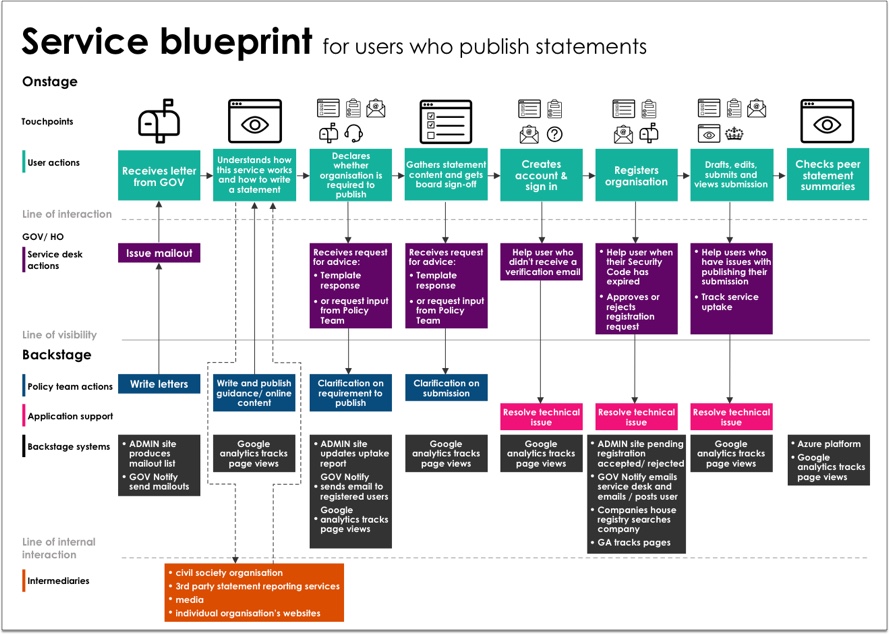 Service blueprint for users who publish statements
Onstage
Touchpoints
User actions
Receives letter
from GOV
Understands how
this service works
and how to write
a statement
Declares
whether
organisation is
required to
publish
Gathers statement
content and gets
board sign-off
Creates
account &
sign in
Registers
organisation
Drafts, edits,
submits and
views submission
Checks peer
statement
summaries
Line of interaction
GOV/ HO
Service desk
actions
Issue mailout
Receives request
for advice:
• Template
response
• or request input
from Policy
Team
Receives request
for advice:
• Template
response
• or request input
from Policy
Team
Help user who
didn't receive a
verification email
• Help user when
their Security
Code has
expired
• Approves or
rejects
registration
request
• Help users who
have issues with
publishing their
submission
• Track service
uptake
Line of visibility
Backstage
Policy team actions
Write letters
Write and publish
guidance/ online
content
Clarification on
requirement to
publish
Clarification on
submission
Application support
Resolve technical
issue
Resolve technical
issue
Resolve technical
issue
Backstage systems
• ADMIN site
produces
mailout list
• GOV Notify
send mailouts
Google
analytics tracks
page views
• ADMIN site
updates uptake
report
GOV Notify
• sends email to
registered users
Google
• analytics tracks
page views
Google
analytics tracks
page views
Google
analytics tracks
page views
• ADMIN site pending
registration
accepted/ rejected
• GOV Notify emails
service desk and
emails / posts user
• Companies house
registry searches
company
• GA tracks pages
Google
analytics tracks
page views
• Azure platform
• Google
analytics tracks
page views
Line of internal
interaction
Intermediaries
• civil society organisation
• 3rd party statement reporting services
• media
• individual organisation's websites